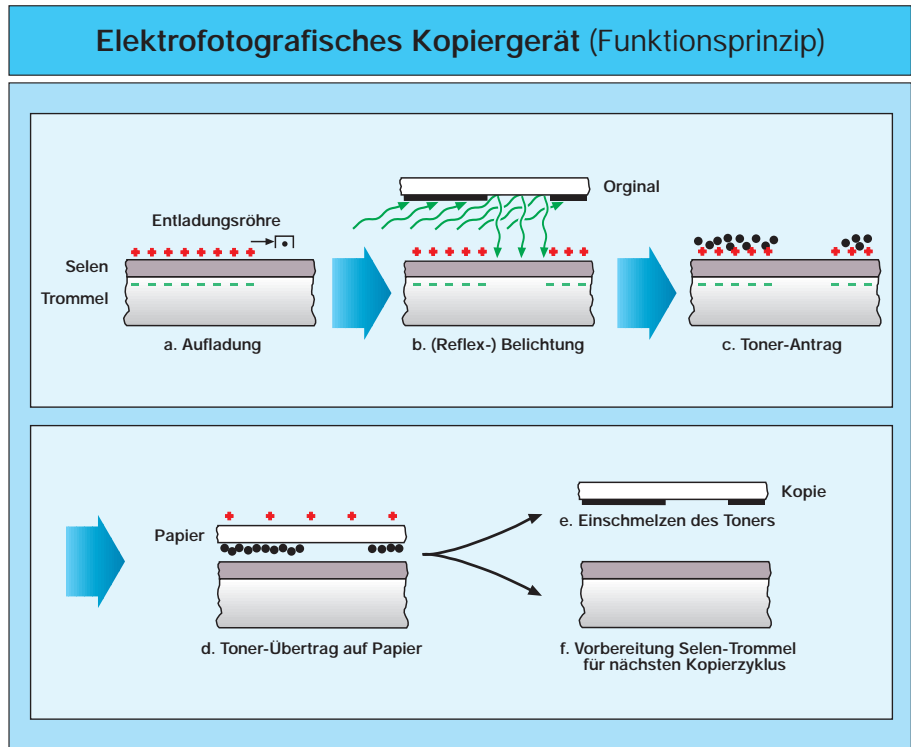 Elektrofotografisches Kopiergerät (Funktionsprinzip)
Orginal
Entladungsröhre
Selen
Trommel
a. Aufladung
b. (Reflex-) Belichtung
c. Toner-Antrag
Papier
Kopie
e. Einschmelzen des Toners
d. Toner-Übertrag auf Papier
f. Vorbereitung Selen-Trommel
für nächsten Kopierzyklus